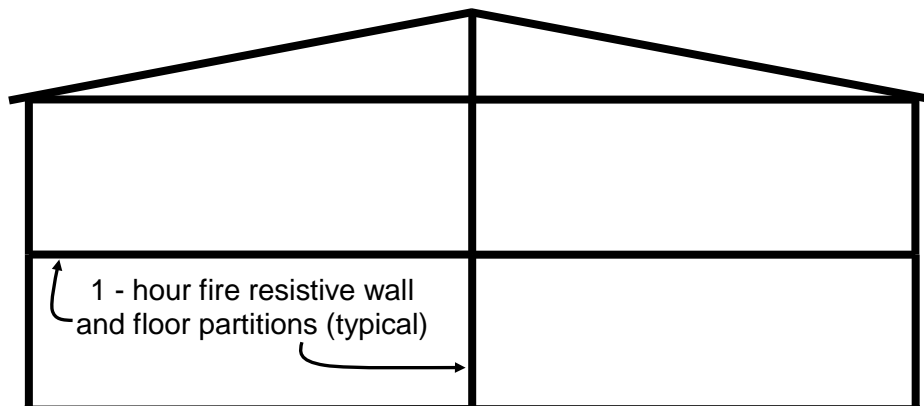 1 - hour fire resistive wall
and floor partitions (typical)